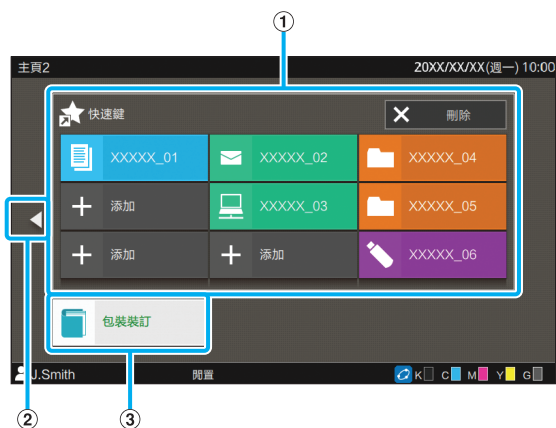 ①
主頁2 20XX/XX/XX(週一) 10:00
快速鍵 刪除
XXXXX_01 XXXXX_02 XXXXX_04
添加 XXXXX_03 XXXXX_05
添加 添加 XXXXX_06
包裝裝訂
J.Smith 閒置 K C M Y G
② ③